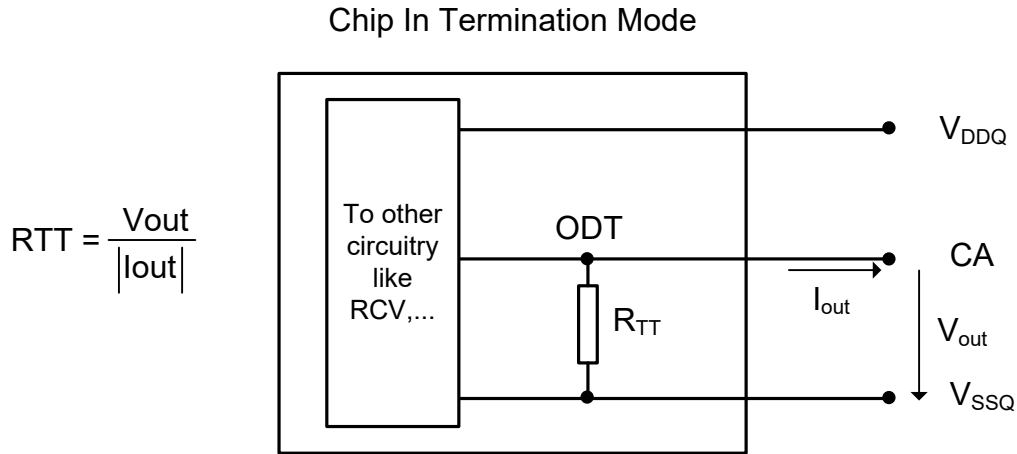 Chip In Termination Mode
V_DDQ
To other
circuitry
like
RCV,...
ODT
RTT = Vout
|Iout|
CA
I_out
R_TT
V_out
V_SSQ